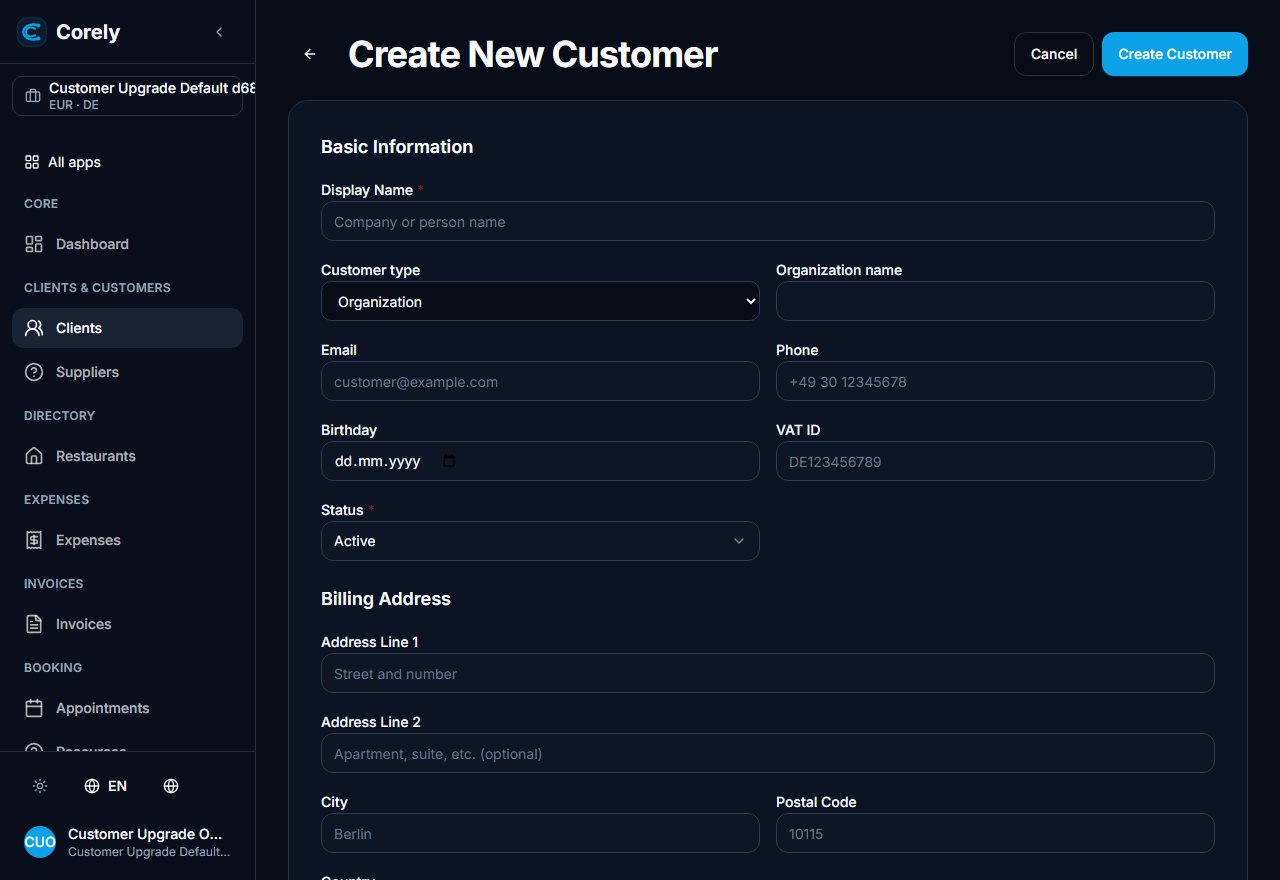 Corely
Customer Upgrade Default d68
EUR · DE
All apps
CORE
Dashboard
CLIENTS & CUSTOMERS
Clients
Suppliers
DIRECTORY
Restaurants
EXPENSES
Expenses
INVOICES
Invoices
BOOKING
Appointments
Resources
EN
CUO
Customer Upgrade O...
Customer Upgrade Default...
Create New Customer
Cancel
Create Customer
Basic Information
Display Name *
Company or person name
Customer type
Organization name
Organization
Email
Phone
customer@example.com
+49 30 12345678
Birthday
VAT ID
dd.mm.yyyy
DE123456789
Status *
Active
Billing Address
Address Line 1
Street and number
Address Line 2
Apartment, suite, etc. (optional)
City
Postal Code
Berlin
10115
Country